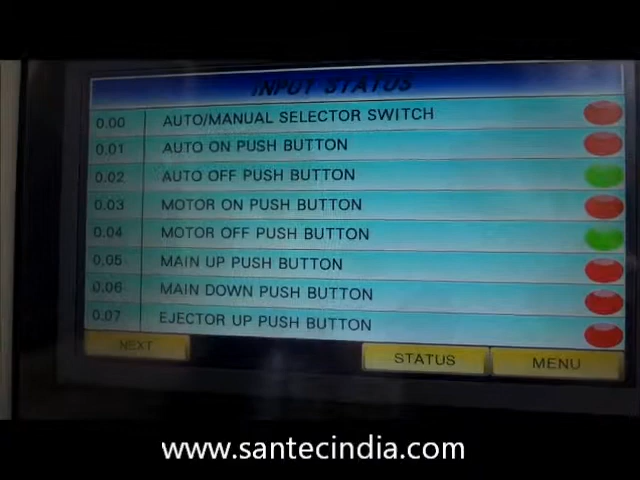 INPUT STATUS
0.00 AUTO/MANUAL SELECTOR SWITCH
0.01 AUTO ON PUSH BUTTON
0.02 AUTO OFF PUSH BUTTON
0.03 MOTOR ON PUSH BUTTON
0.04 MOTOR OFF PUSH BUTTON
0.05 MAIN UP PUSH BUTTON
0.06 MAIN DOWN PUSH BUTTON
0.07 EJECTOR UP PUSH BUTTON
NEXT STATUS MENU
www.santecindia.com